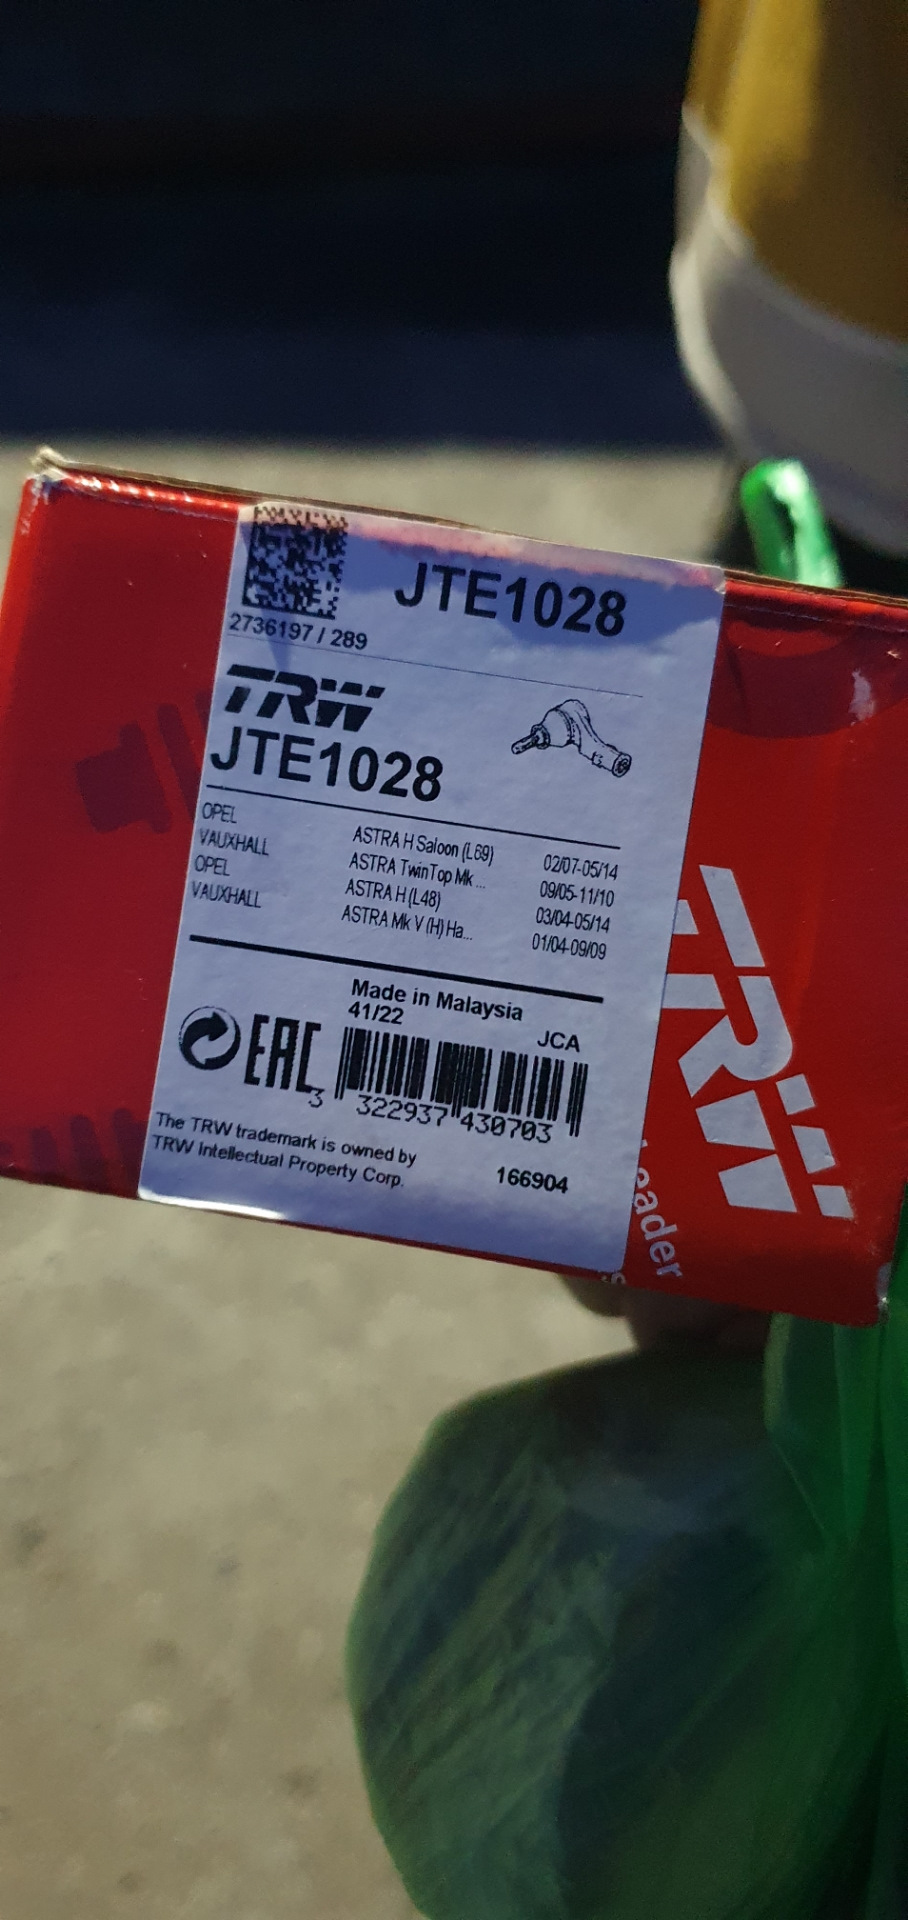 JTE1028
2736197 / 289
TRW
JTE1028
OPEL ASTRA H Saloon (L69) 02/07-05/14
VAUXHALL ASTRA TwinTop Mk ... 09/05-11/10
OPEL ASTRA H (L48) 03/04-05/14
VAUXHALL ASTRA Mk V (H) Ha... 01/04-09/09
Made in Malaysia
41/22
JCA
EAC
3 322937 430703
The TRW trademark is owned by
TRW Intellectual Property Corp.
166904
TRW